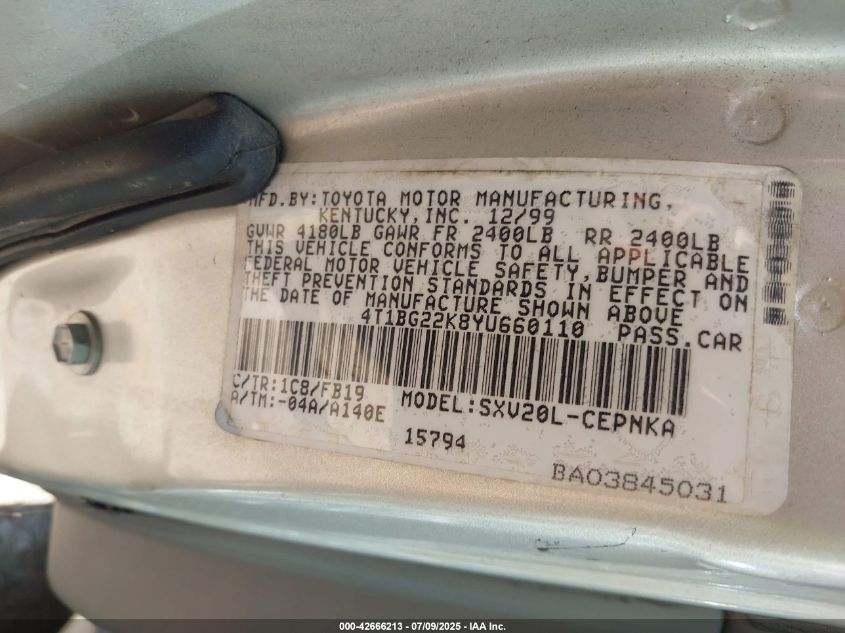 MFD.BY:TOYOTA MOTOR MANUFACTURING,
KENTUCKY,INC. 12/99
GVWR 4180LB GAWR FR 2400LB RR 2400LB
THIS VEHICLE CONFORMS TO ALL APPLICABLE
FEDERAL MOTOR VEHICLE SAFETY,BUMPER AND
THEFT PREVENTION STANDARDS IN EFFECT ON
THE DATE OF MANUFACTURE SHOWN ABOVE
4T1BG22K8YU660110 PASS.CAR
C/TR:1C8/FB19
A/TM:-04A/A140E
MODEL:SXV20L-CEPNKA
15794
BA03845031
000-42666213 / 07/09/2025 - IAA Inc.